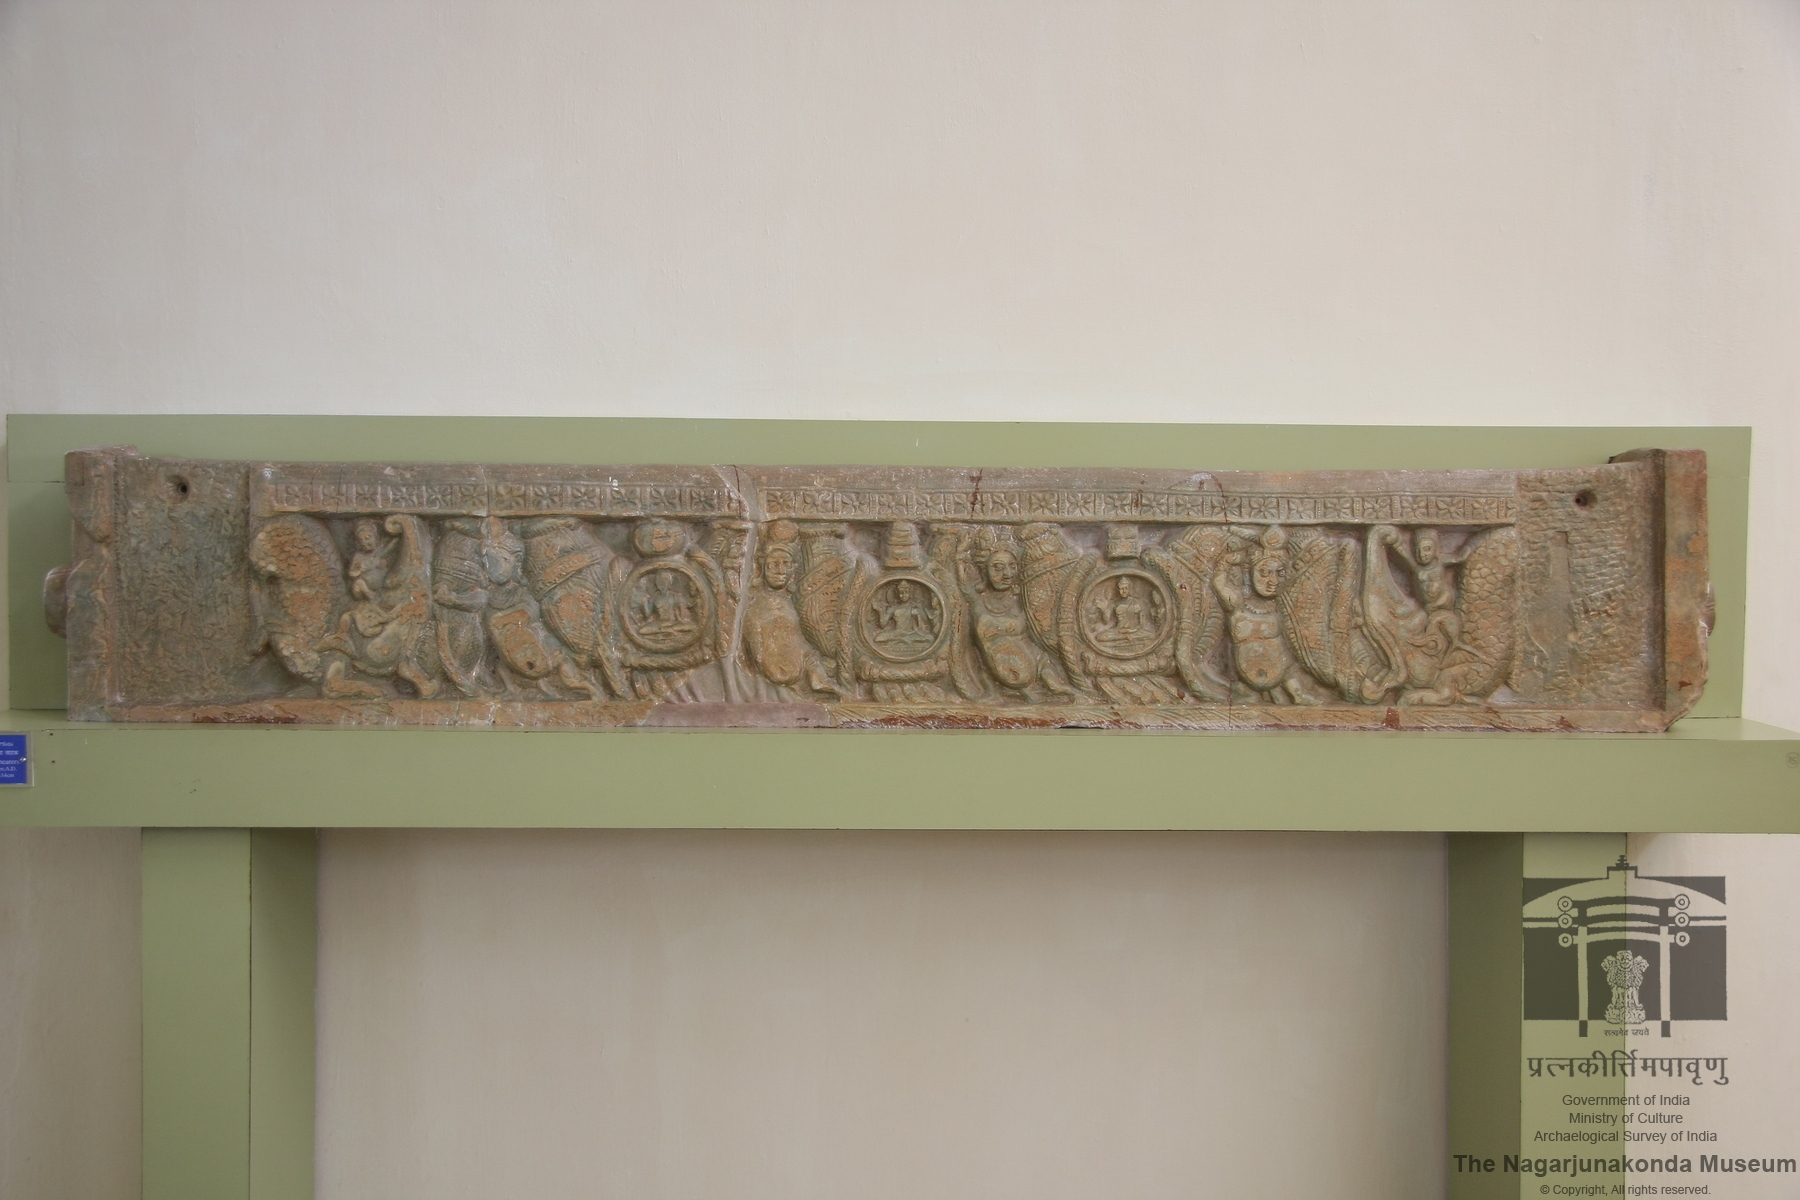 सत्यमेव जयते
प्रत्नकीर्त्तिमपावृणु
Government of India
Ministry of Culture
Archaelogical Survey of India
The Nagarjunakonda Museum
© Copyright, All rights reserved.